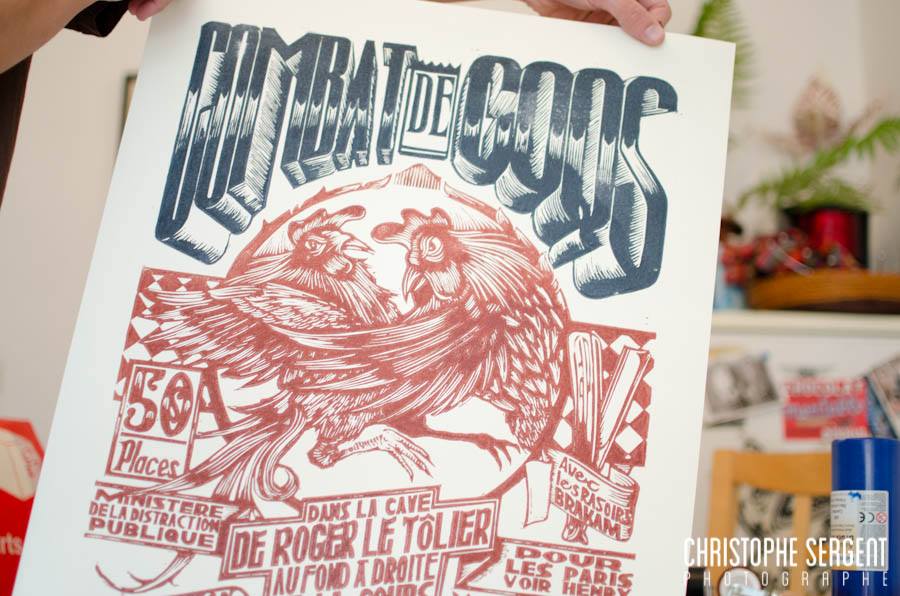 COMBAT DE COQS
50
Places
MINISTERE
DE LA DISTRACTION
PUBLIQUE
DANS LA CAVE
DE ROGER LE TÔLIER
AU FOND À DROITE
Avec
les RASOIRS
BRAKAM
POUR
LES PARIS
VOIR HENRY
CHRISTOPHE SERGENT
PHOTOGRAPHE